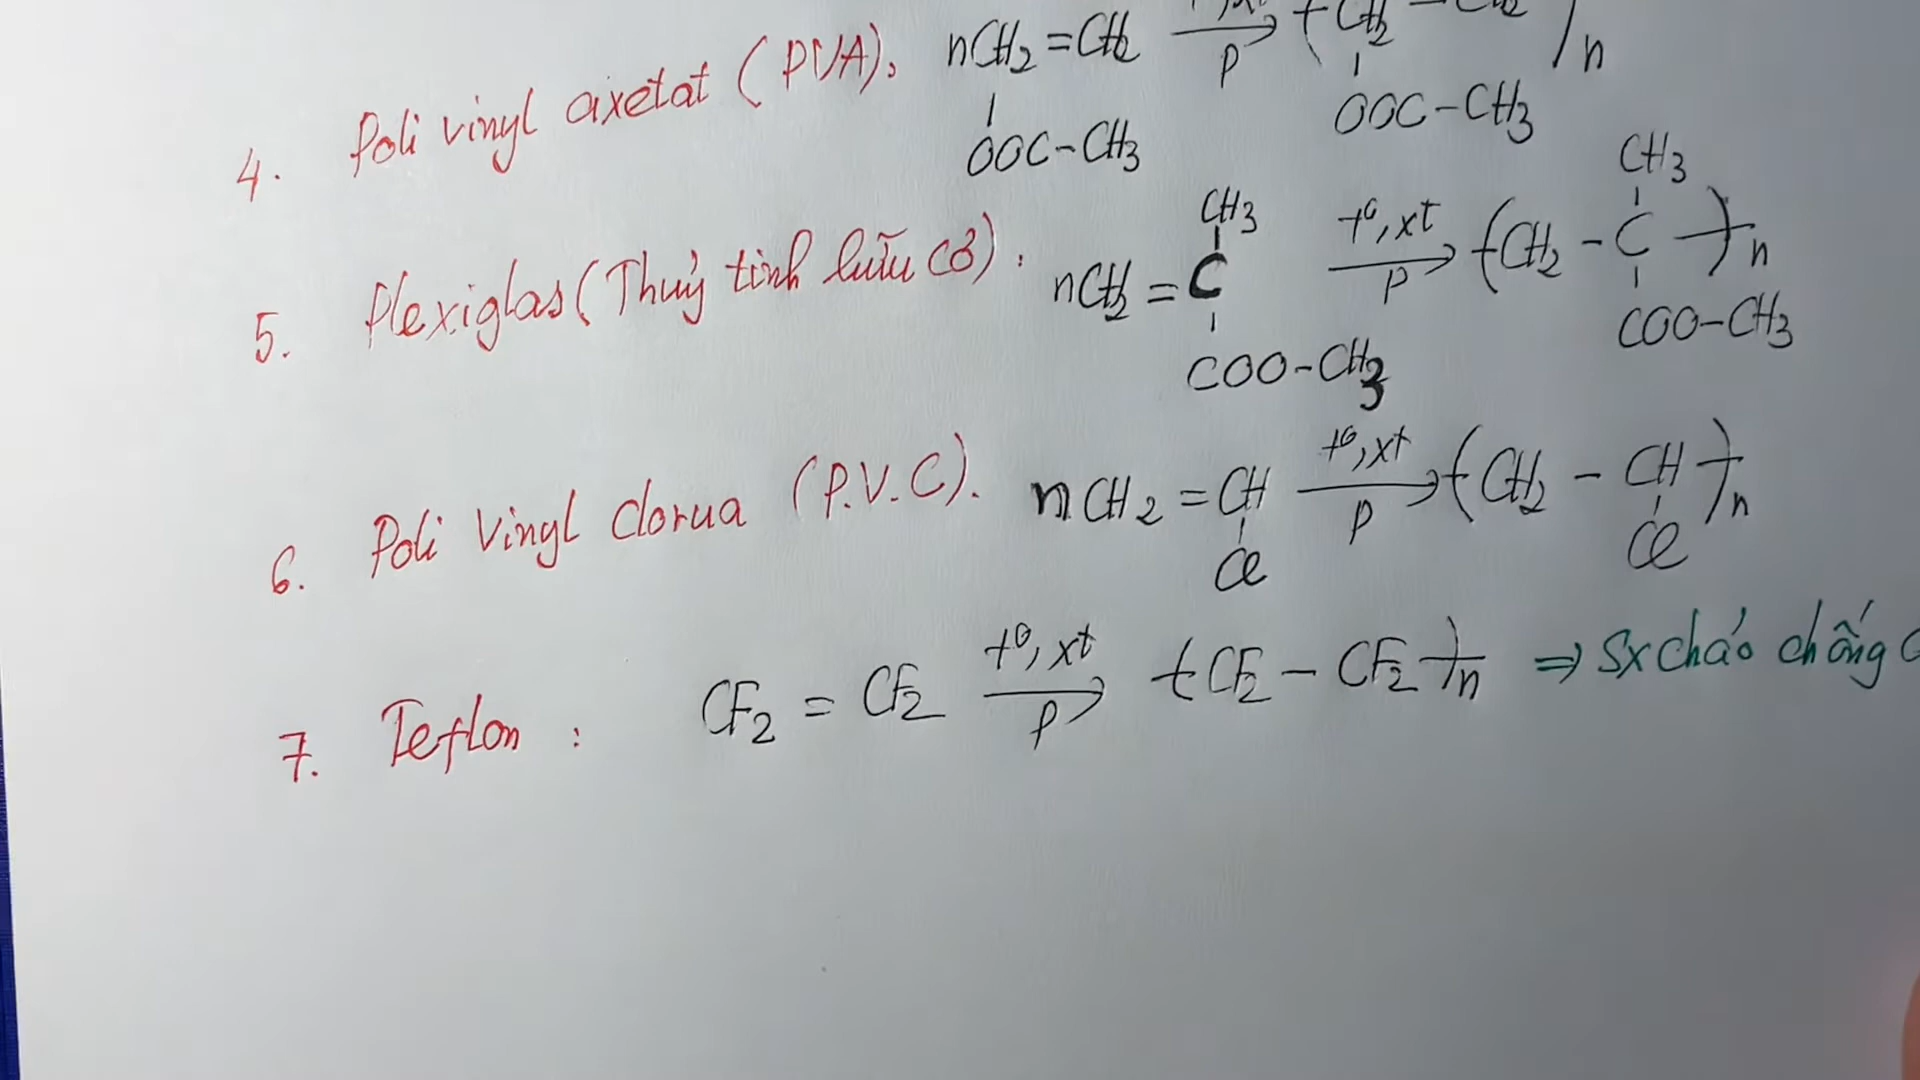 4. Poli vinyl axetat (PVA). nCH2=CH2 → p (CH2 – )n
OOC–CH3 OOC–CH3
CH3 CH3
5. Plexiglas (Thuỷ tinh hữu cơ): nCH2 = C t°, xt → p (CH2 – C )n
COO–CH3 COO–CH3
6. Poli Vinyl Clorua (P.V.C). nCH2 = CH t°, xt → p (CH2 – CH )n
Cl Cl
7. Teflon : CF2 = CF2 t°, xt → p (CF2 – CF2 )n ⇒ Sx chảo chống